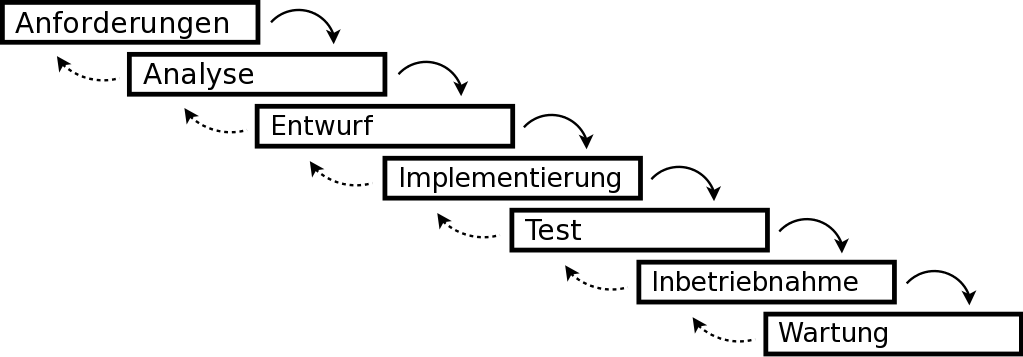 Anforderungen
Analyse
Entwurf
Implementierung
Test
Inbetriebnahme
Wartung